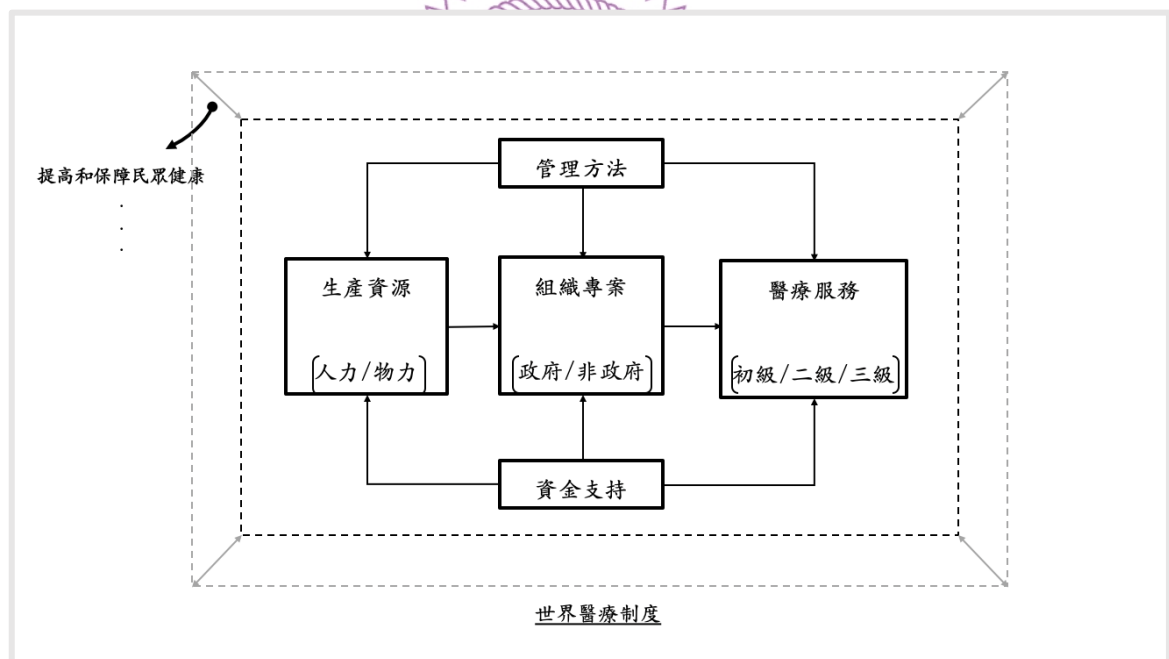 提高和保障民眾健康
.
.
.
管理方法
生產資源
(人力/物力)
組織專案
(政府/非政府)
醫療服務
(初級/二級/三級)
資金支持
世界醫療制度